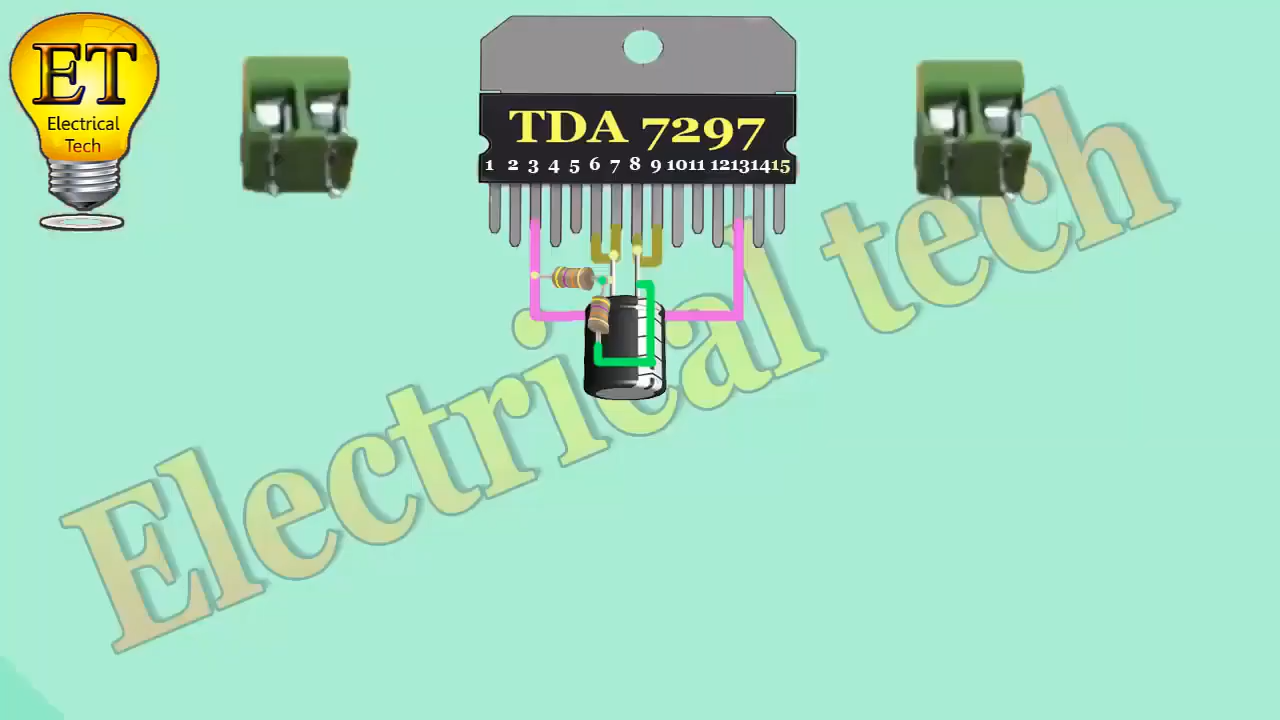 ET
Electrical
Tech
TDA 7297
1 2 3 4 5 6 7 8 9 10 11 12 13 14 15
Electrical tech